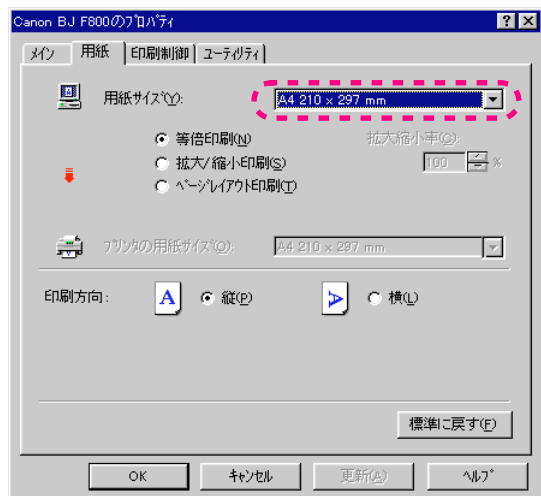 Canon BJ F800のプロパティ
メイン 用紙 印刷制御 ユーティリティ
用紙サイズ(Y): A4 210 x 297 mm
等倍印刷(N) 拡大縮小率(C):
拡大/縮小印刷(S) 100 %
ページレイアウト印刷(T)
プリンタの用紙サイズ(O): A4 210 x 297 mm
印刷方向: A 縦(P) A 横(L)
標準に戻す(F)
OK キャンセル 更新(A) ヘルプ